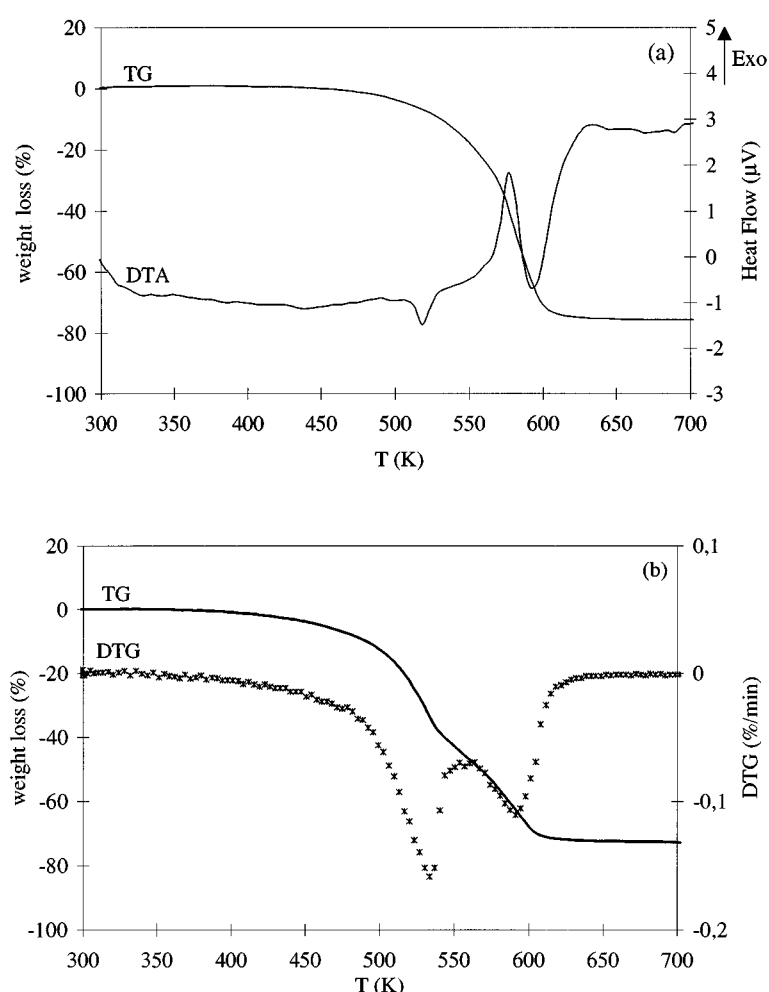 20
0
-20
-40
-60
-80
-100
weight loss (%)
TG
DTA
(a)
5
4
3
2
1
0
-1
-2
-3
Exo
Heat Flow (µV)
300 350 400 450 500 550 600 650 700
T (K)
20
0
-20
-40
-60
-80
-100
weight loss (%)
TG
DTG
(b)
0,1
0
-0,1
-0,2
DTG (%/min)
300 350 400 450 500 550 600 650 700
T (K)